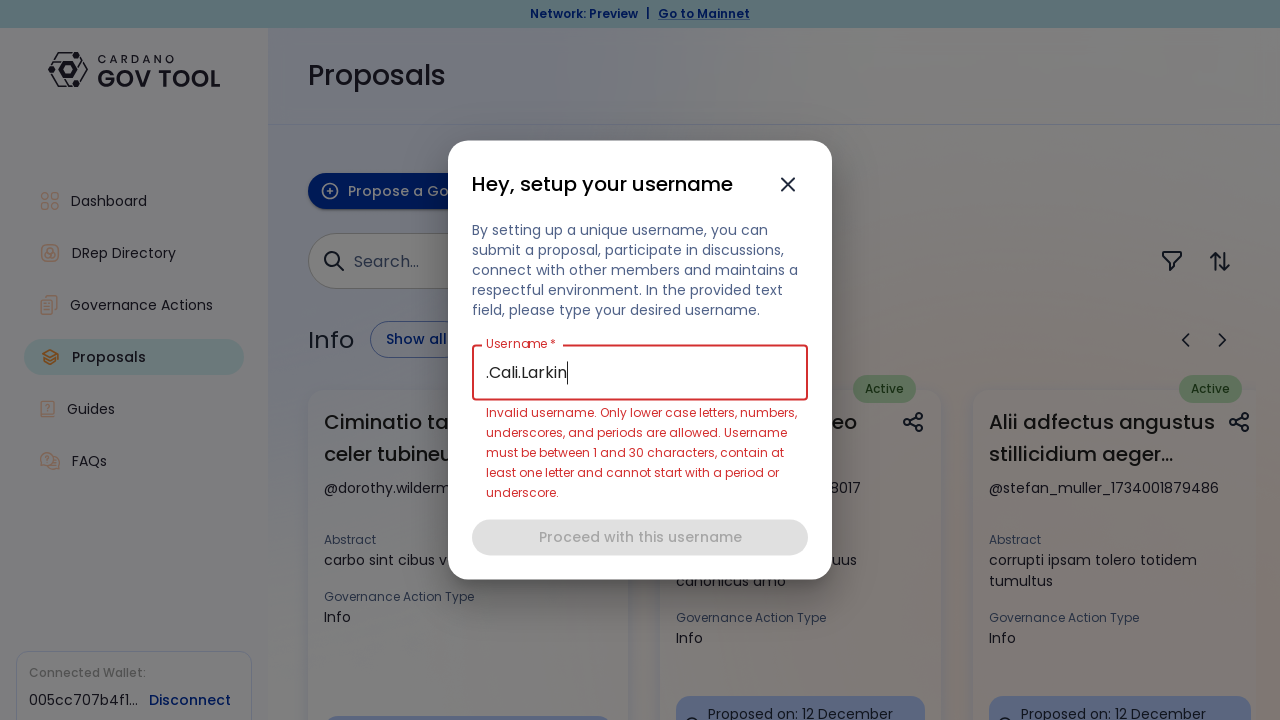 Network: Preview | Go to Mainnet
CARDANO
GOV TOOL
Proposals
Dashboard
DRep Directory
Governance Actions
Proposals
Guides
FAQs
Connected Wallet:
005cc707b4f1... Disconnect
Propose a Go
Search...
Info
Show all
Hey, setup your username
By setting up a unique username, you can
submit a proposal, participate in discussions,
connect with other members and maintains a
respectful environment. In the provided text
field, please type your desired username.
Username *
.Cali.Larkin
Invalid username. Only lower case letters, numbers,
underscores, and periods are allowed. Username
must be between 1 and 30 characters, contain at
least one letter and cannot start with a period or
underscore.
Proceed with this username
Ciminatio ta
celer tubineu
@dorothy.wilderm
Abstract
carbo sint cibus v
Governance Action Type
Info
Active
eo
8017
uus
canonicus amo
Governance Action Type
Info
Proposed on: 12 December
Active
Alii adfectus angustus
stillicidium aeger...
@stefan_muller_1734001879486
Abstract
corrupti ipsam tolero totidem
tumultus
Governance Action Type
Info
Proposed on: 12 December